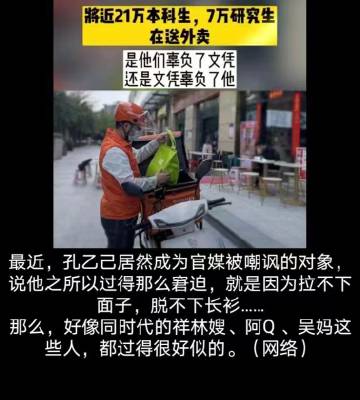 将近21万本科生，7万研究生
在送外卖
是他们辜负了文凭
还是文凭辜负了他
最近，孔乙己居然成为官媒被嘲讽的对象，
说他之所以过得那么窘迫，就是因为拉不下
面子，脱不下长衫……
那么，好像同时代的祥林嫂、阿Q、吴妈这
些人，都过得很好似的。（网络）